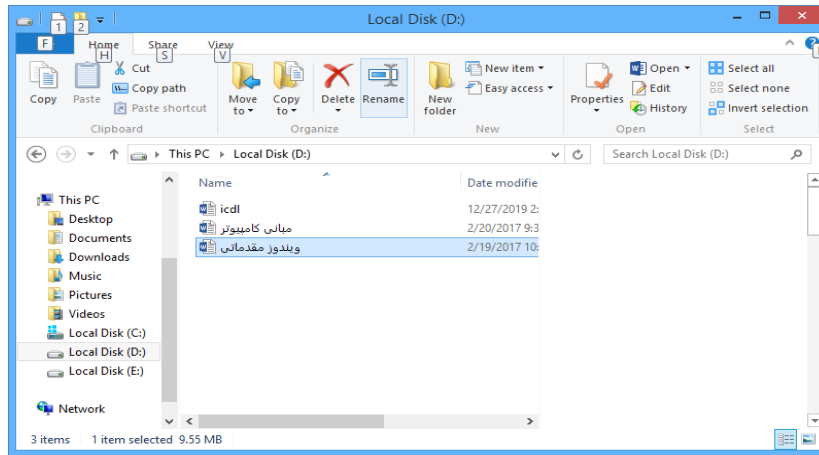 Local Disk (D:)
1 2
F Home Share View
H S V
Copy
Paste
Cut
Copy path
Paste shortcut
Clipboard
Move to
Copy to
Delete
Rename
Organize
New folder
New item
Easy access
New
Properties
Open
Edit
History
Open
Select all
Select none
Invert selection
Select
This PC Local Disk (D:)
Search Local Disk (D:)
Name Date modifie
icdl 12/27/2019 2:
مبانی کامپیوتر 2/20/2017 9:3
ویندوز مقدماتی 2/19/2017 10:
This PC
Desktop
Documents
Downloads
Music
Pictures
Videos
Local Disk (C:)
Local Disk (D:)
Local Disk (E:)
Network
3 items 1 item selected 9.55 MB